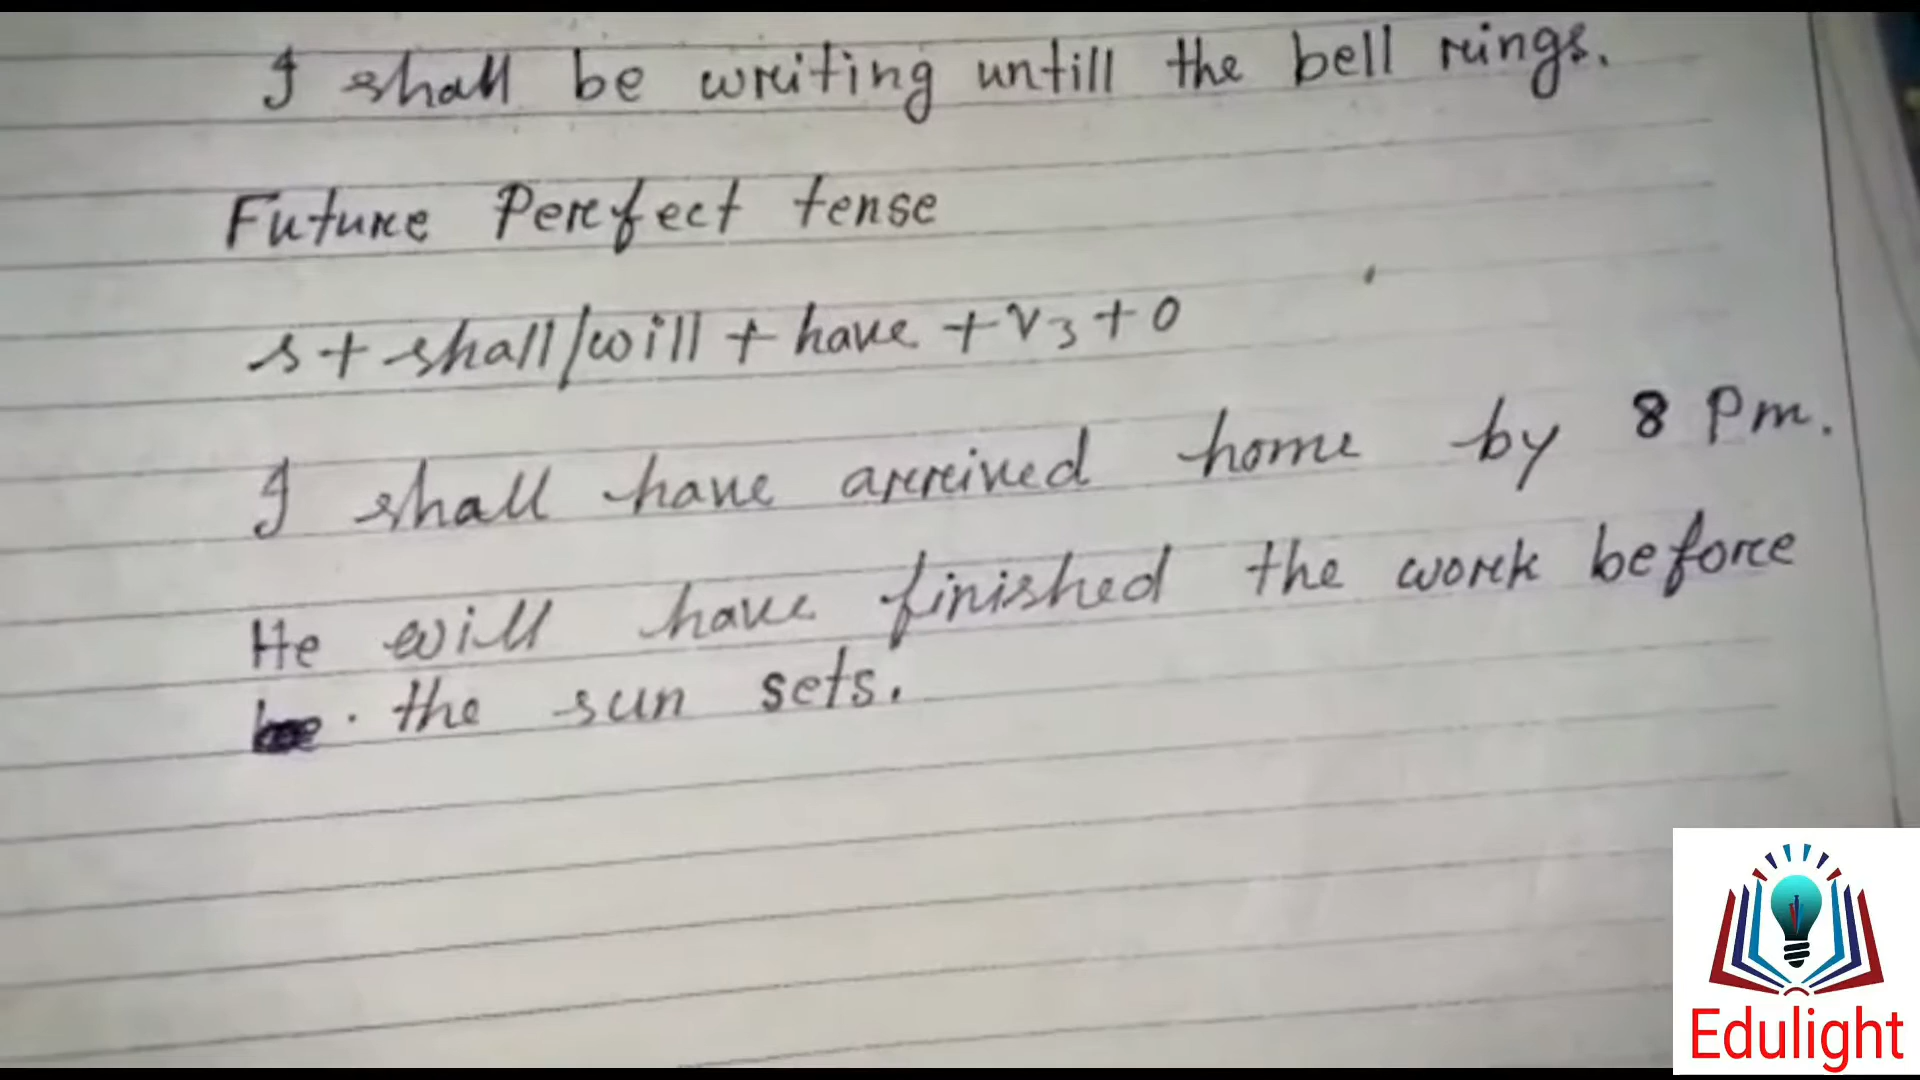 I shall be writing untill the bell rings.
Future Perfect tense
s + shall/will + have + v3 + o
I shall have arrived home by 8 Pm.
He will have finished the work before
the sun sets.
Edulight